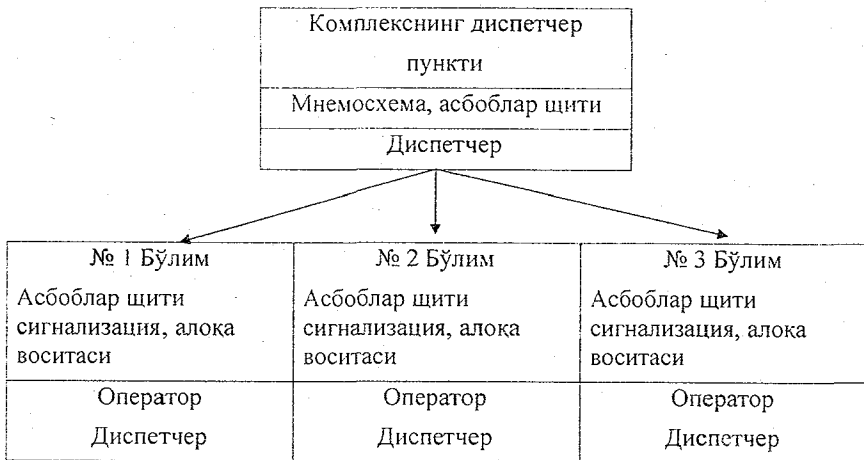 Комплекснинг диспетчер
пункти
Мнемосхема, асбоблар щити
Диспетчер
№ 1 Бўлим
Асбоблар щити
сигнализация, алоқа
воситаси
Оператор
Диспетчер
№ 2 Бўлим
Асбоблар щити
сигнализация, алоқа
воситаси
Оператор
Диспетчер
№ 3 Бўлим
Асбоблар щити
сигнализация, алоқа
воситаси
Оператор
Диспетчер